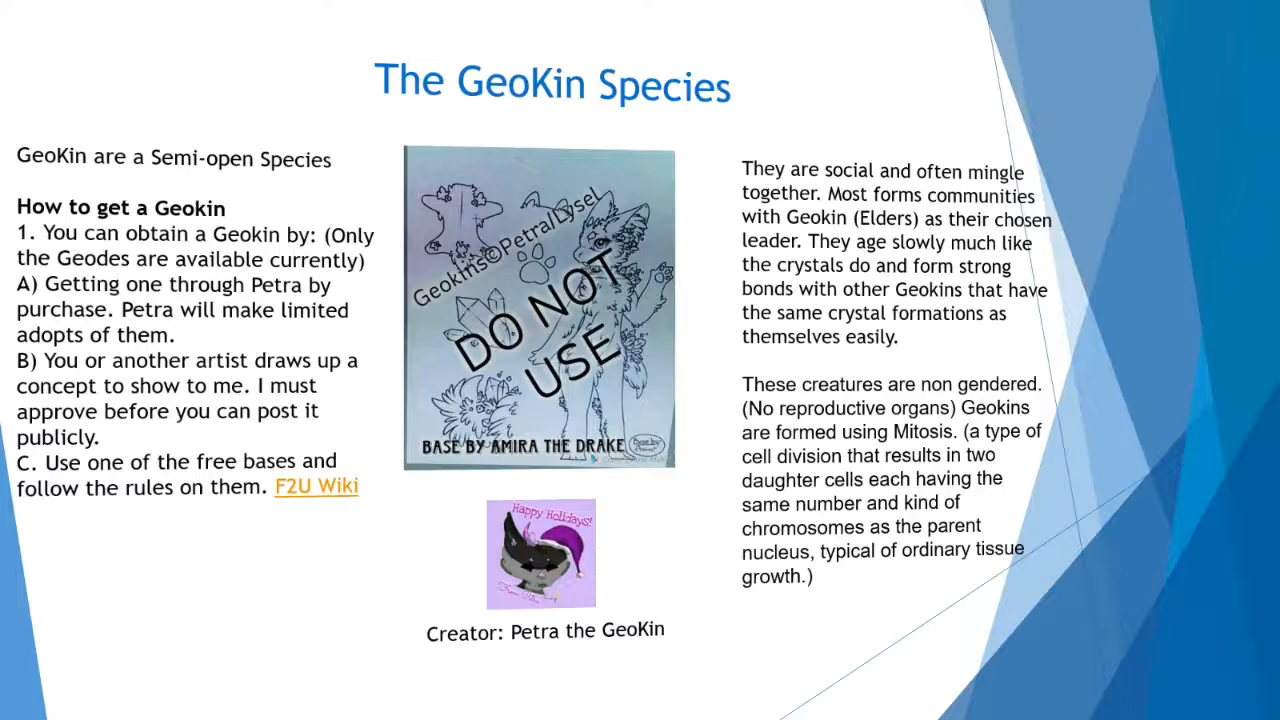 The GeoKin Species
GeoKin are a Semi-open Species
How to get a Geokin
1. You can obtain a Geokin by: (Only
the Geodes are available currently)
A) Getting one through Petra by
purchase. Petra will make limited
adopts of them.
B) You or another artist draws up a
concept to show to me. I must
approve before you can post it
publicly.
C. Use one of the free bases and
follow the rules on them. F2U Wiki
Geokins©PetralLysel
DO NOT
USE
BASE BY AMIRA THE DRAKE
Happy Holidays!
Creator: Petra the GeoKin
They are social and often mingle
together. Most forms communities
with Geokin (Elders) as their chosen
leader. They age slowly much like
the crystals do and form strong
bonds with other Geokins that have
the same crystal formations as
themselves easily.
These creatures are non gendered.
(No reproductive organs) Geokins
are formed using Mitosis. (a type of
cell division that results in two
daughter cells each having the
same number and kind of
chromosomes as the parent
nucleus, typical of ordinary tissue
growth.)